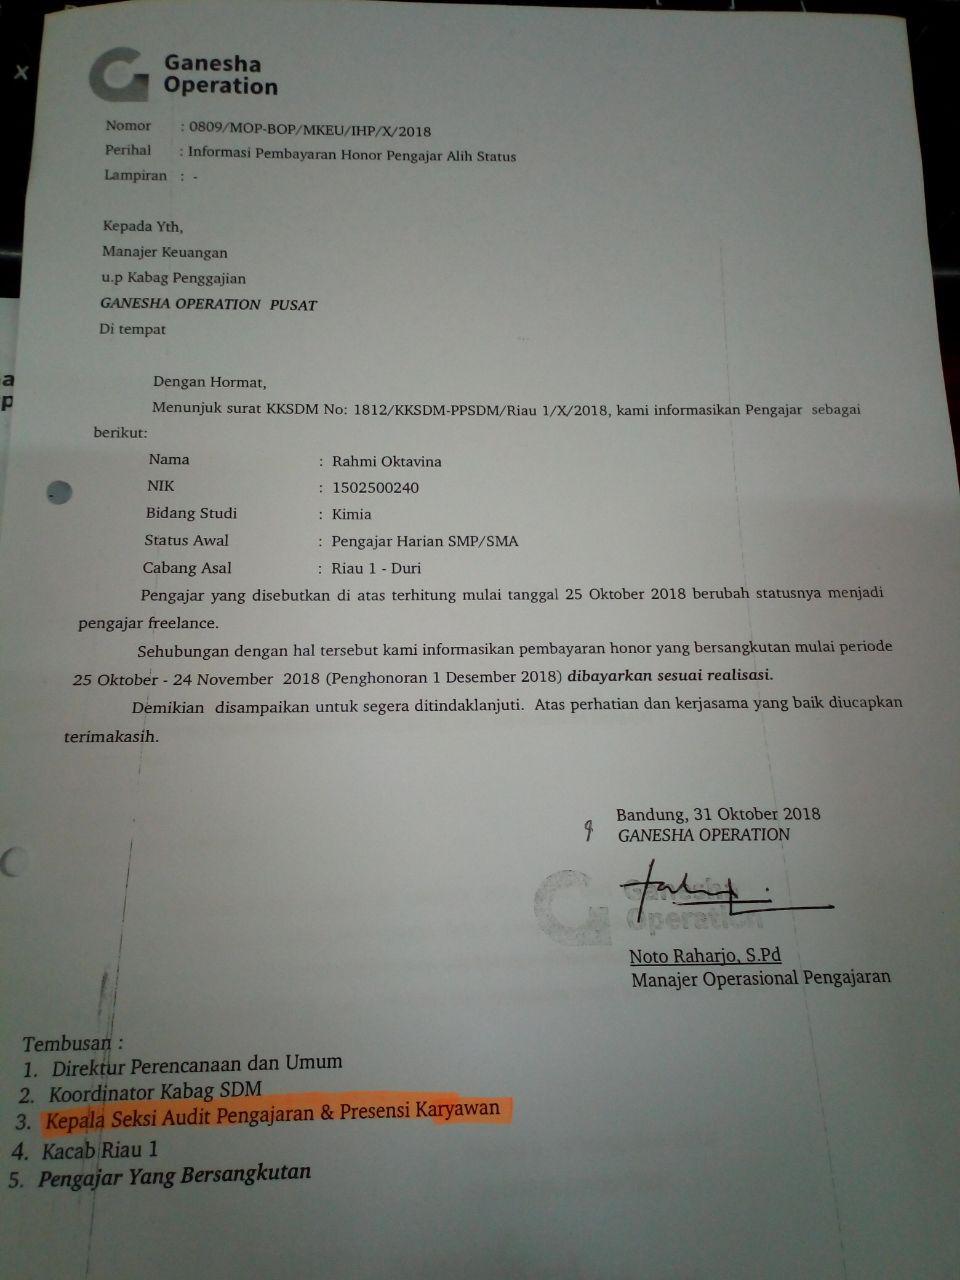 Ganesha
Operation
Nomor : 0809/MOP-BOP/MKEU/IHP/X/2018
Perihal : Informasi Pembayaran Honor Pengajar Alih Status
Lampiran : -
Kepada Yth,
Manajer Keuangan
u.p Kabag Penggajian
GANESHA OPERATION PUSAT
Di tempat
Dengan Hormat,
Menunjuk surat KKSDM No: 1812/KKSDM-PPSDM/Riau 1/X/2018, kami informasikan Pengajar sebagai
berikut:
Nama : Rahmi Oktavina
NIK : 1502500240
Bidang Studi : Kimia
Status Awal : Pengajar Harian SMP/SMA
Cabang Asal : Riau 1 - Duri
Pengajar yang disebutkan di atas terhitung mulai tanggal 25 Oktober 2018 berubah statusnya menjadi
pengajar freelance.
Sehubungan dengan hal tersebut kami informasikan pembayaran honor yang bersangkutan mulai periode
25 Oktober - 24 November 2018 (Penghonoran 1 Desember 2018) dibayarkan sesuai realisasi.
Demikian disampaikan untuk segera ditindaklanjuti. Atas perhatian dan kerjasama yang baik diucapkan
terimakasih.
Bandung, 31 Oktober 2018
GANESHA OPERATION
Ganesha
Operation
Noto Raharjo, S.Pd
Manajer Operasional Pengajaran
Tembusan :
1. Direktur Perencanaan dan Umum
2. Koordinator Kabag SDM
3. Kepala Seksi Audit Pengajaran & Presensi Karyawan
4. Kacab Riau 1
5. Pengajar Yang Bersangkutan